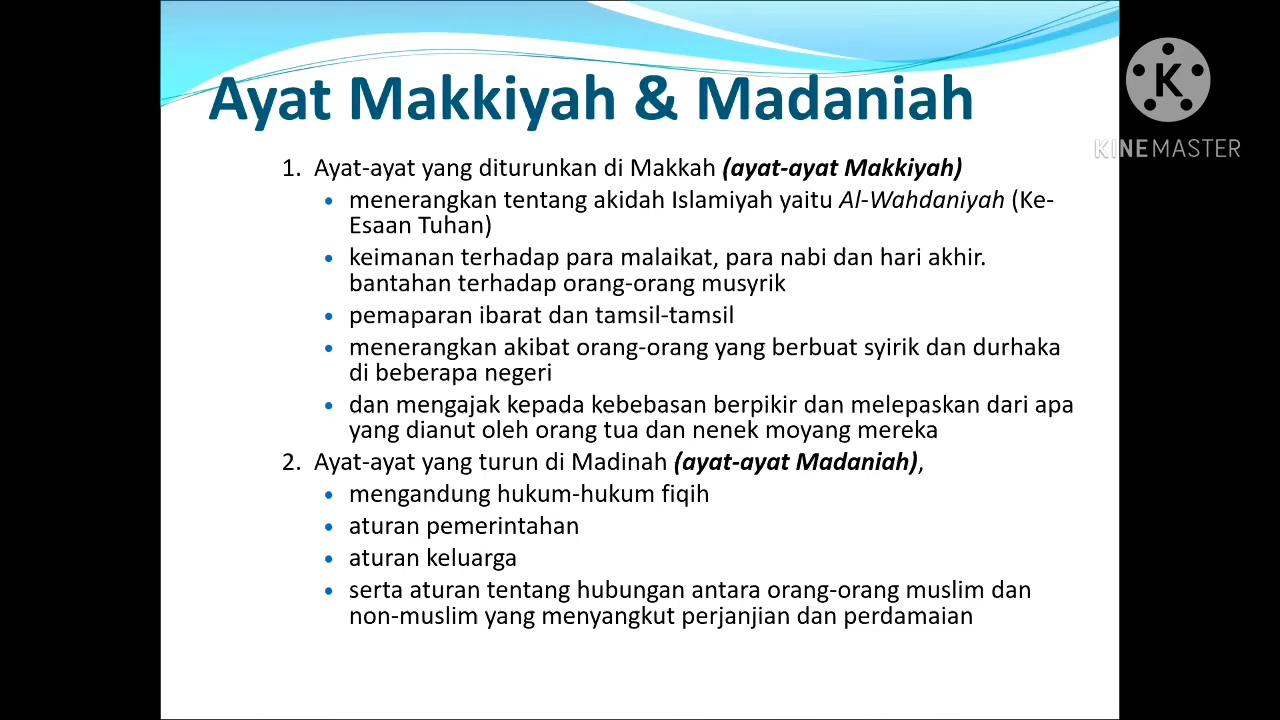 Ayat Makkiyah & Madaniah
K
KINEMASTER
1. Ayat-ayat yang diturunkan di Makkah (ayat-ayat Makkiyah)
• menerangkan tentang akidah Islamiyah yaitu Al-Wahdaniyah (Ke-
Esaan Tuhan)
• keimanan terhadap para malaikat, para nabi dan hari akhir.
bantahan terhadap orang-orang musyrik
• pemaparan ibarat dan tamsil-tamsil
• menerangkan akibat orang-orang yang berbuat syirik dan durhaka
di beberapa negeri
• dan mengajak kepada kebebasan berpikir dan melepaskan dari apa
yang dianut oleh orang tua dan nenek moyang mereka
2. Ayat-ayat yang turun di Madinah (ayat-ayat Madaniah),
• mengandung hukum-hukum fiqih
• aturan pemerintahan
• aturan keluarga
• serta aturan tentang hubungan antara orang-orang muslim dan
non-muslim yang menyangkut perjanjian dan perdamaian